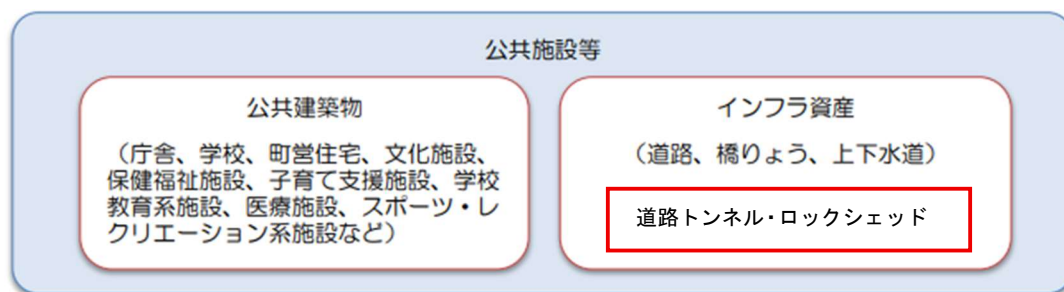 公共施設等
公共建築物
（庁舎、学校、町営住宅、文化施設、
保健福祉施設、子育て支援施設、学校
教育系施設、医療施設、スポーツ・レ
クリエーション系施設など）
インフラ資産
（道路、橋りょう、上下水道）
道路トンネル・ロックシェッド